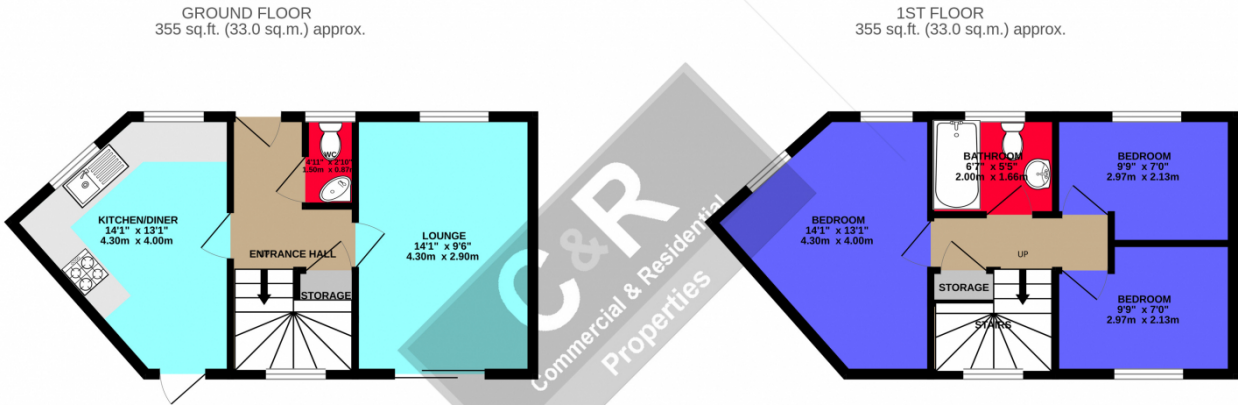 GROUND FLOOR
355 sq.ft. (33.0 sq.m.) approx.
1ST FLOOR
355 sq.ft. (33.0 sq.m.) approx.
KITCHEN/DINER
14'1" x 13'1"
4.30m x 4.00m
WC
4'11" x 2'10"
ENTRANCE HALL
STORAGE
LOUNGE
14'1" x 9'6"
4.30m x 2.90m
C&R
Commercial & Residential
Properties
BEDROOM
14'1" x 13'1"
4.30m x 4.00m
BATHROOM
6'7" x 5'5"
2.00m x 1.66m
BEDROOM
9'9" x 7'0"
2.97m x 2.13m
UP
STORAGE
STAIRS
BEDROOM
9'9" x 7'0"
2.97m x 2.13m